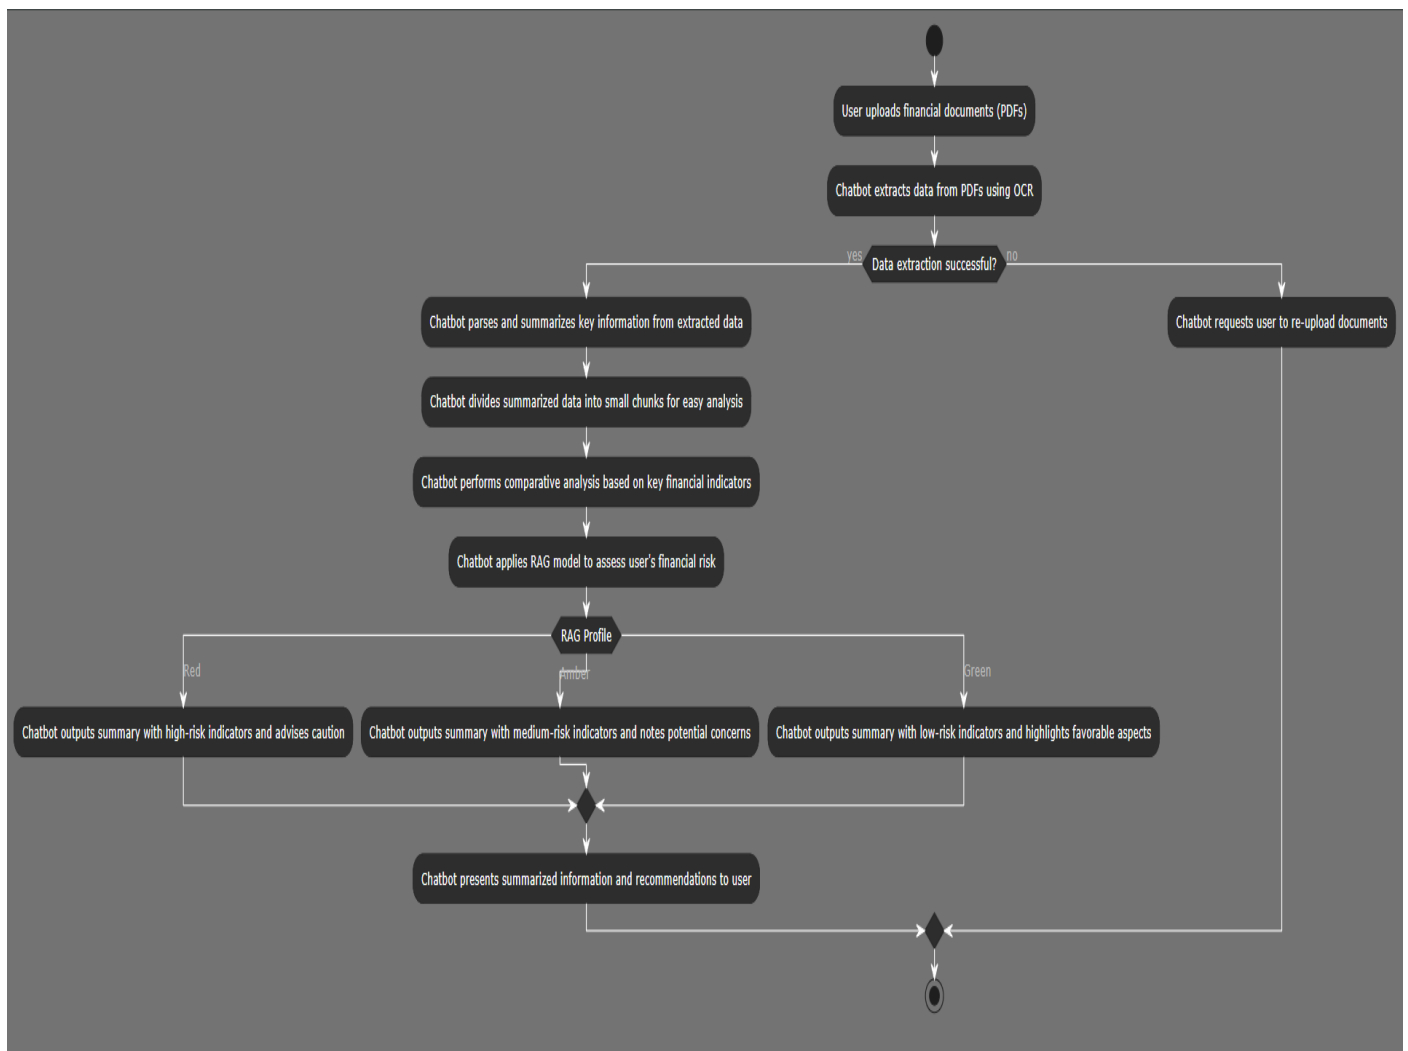 User uploads financial documents (PDFs)
Chatbot extracts data from PDFs using OCR
yes
Data extraction successful?
no
Chatbot parses and summarizes key information from extracted data
Chatbot requests user to re-upload documents
Chatbot divides summarized data into small chunks for easy analysis
Chatbot performs comparative analysis based on key financial indicators
Chatbot applies RAG model to assess user's financial risk
RAG Profile
Red
Amber
Green
Chatbot outputs summary with high-risk indicators and advises caution
Chatbot outputs summary with medium-risk indicators and notes potential concerns
Chatbot outputs summary with low-risk indicators and highlights favorable aspects
Chatbot presents summarized information and recommendations to user